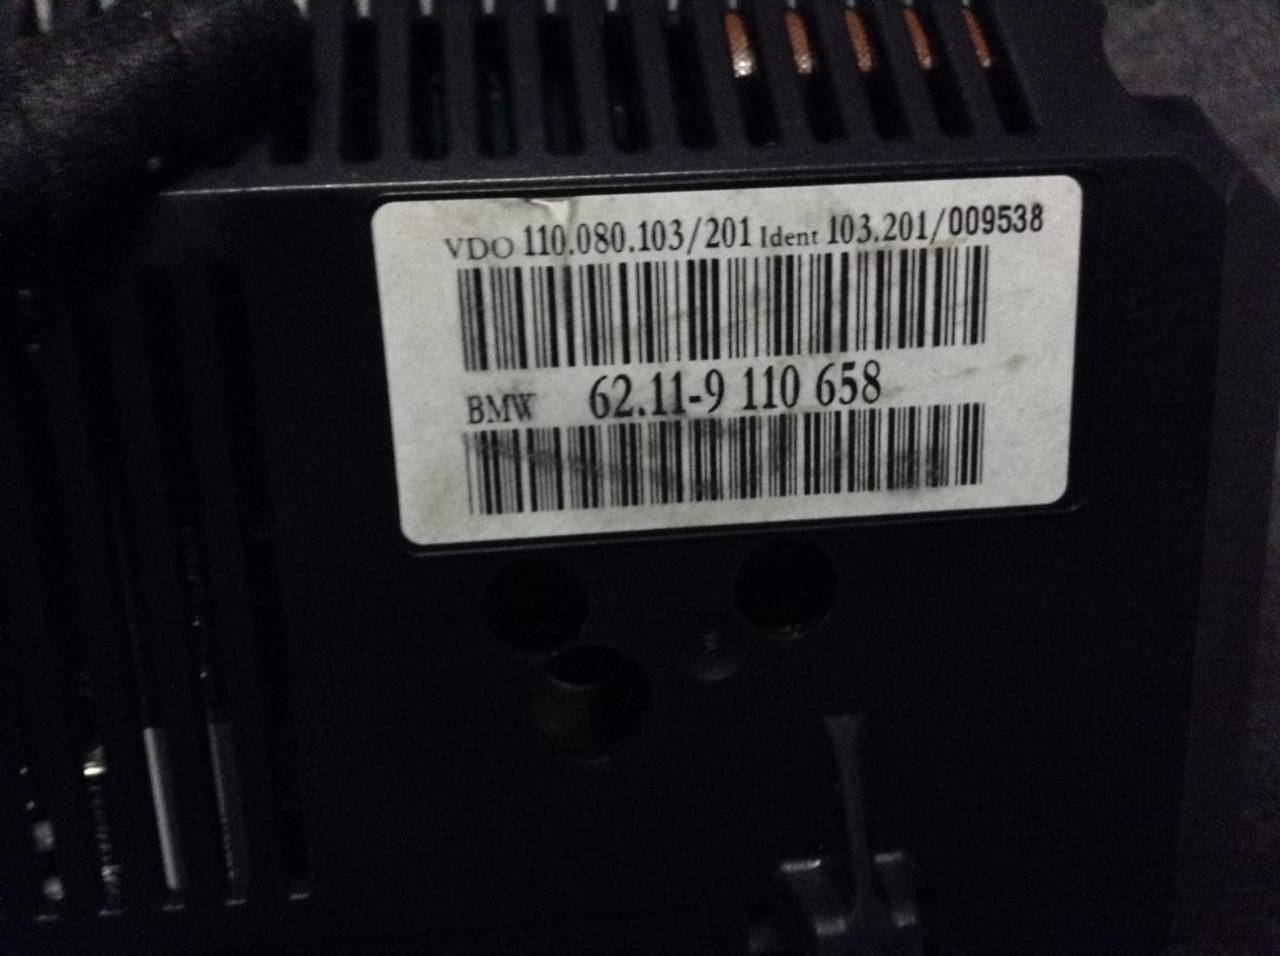 VDO 110.080.103/201 Ident 103.201/009538
BMW 62.11-9 110 658